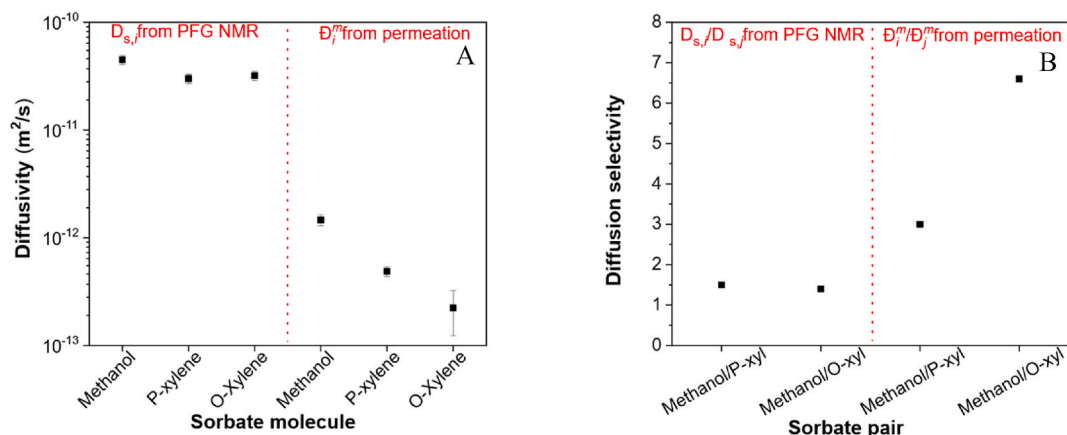 D_s,i from PFG NMR
Đ_i^m from permeation
A
10^-10
10^-11
10^-12
10^-13
Diffusivity (m²/s)
Methanol
P-xylene
O-Xylene
Methanol
P-xylene
O-Xylene
Sorbate molecule
D_s,i/D_s,j from PFG NMR
Đ_i^m/Đ_j^m from permeation
B
8
7
6
5
4
3
2
1
0
Diffusion selectivity
Methanol/P-xyl
Methanol/O-xyl
Methanol/P-xyl
Methanol/O-xyl
Sorbate pair